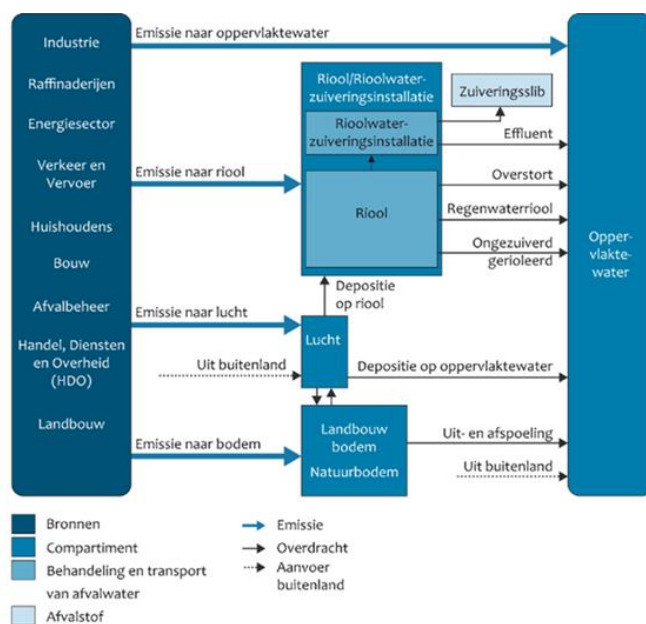 Industrie
Raffinaderijen
Energiesector
Verkeer en
Vervoer
Huishoudens
Bouw
Afvalbeheer
Handel, Diensten
en Overheid
(HDO)
Landbouw
Emissie naar oppervlaktewater
Emissie naar riool
Emissie naar lucht
Uit buitenland
Emissie naar bodem
Riool/Rioolwater-
zuiveringsinstallatie
Rioolwater-
zuiveringsinstallatie
Riool
Depositie
op riool
Lucht
Landbouw
bodem
Natuurbodem
Zuiveringsslib
Effluent
Overstort
Regenwaterriool
Ongezuiverd
gerioleerd
Depositie op oppervlaktewater
Uit- en afspoeling
Uit buitenland
Opper-
vlakte-
water
Bronnen
Compartiment
Behandeling en transport
van afvalwater
Afvalstof
Emissie
Overdracht
Aanvoer
buitenland